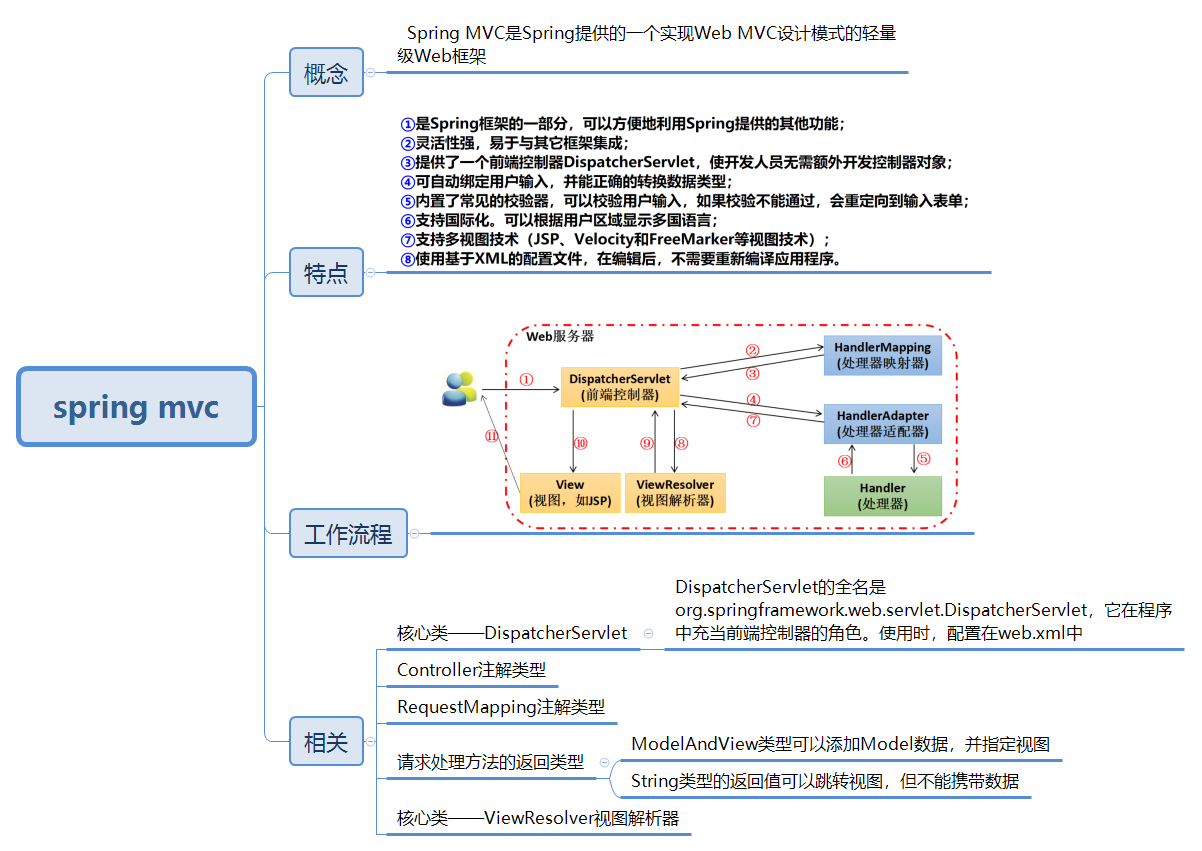 spring mvc
概念
Spring MVC是Spring提供的一个实现Web MVC设计模式的轻量
级Web框架
特点
①是Spring框架的一部分，可以方便地利用Spring提供的其他功能；
②灵活性强，易于与其它框架集成；
③提供了一个前端控制器DispatcherServlet，使开发人员无需额外开发控制器对象；
④可自动绑定用户输入，并能正确的转换数据类型；
⑤内置了常见的校验器，可以校验用户输入，如果校验不能通过，会重定向到输入表单；
⑥支持国际化。可以根据用户区域显示多国语言；
⑦支持多视图技术（JSP、Velocity和FreeMarker等视图技术）；
⑧使用基于XML的配置文件，在编辑后，不需要重新编译应用程序。
工作流程
Web服务器
①
DispatcherServlet
(前端控制器)
②
③
HandlerMapping
(处理器映射器)
④
⑦
HandlerAdapter
(处理器适配器)
⑥
⑤
Handler
(处理器)
⑪
⑩
⑨
⑧
View
(视图，如JSP)
ViewResolver
(视图解析器)
相关
核心类——DispatcherServlet
DispatcherServlet的全名是
org.springframework.web.servlet.DispatcherServlet，它在程序
中充当前端控制器的角色。使用时，配置在web.xml中
Controller注解类型
RequestMapping注解类型
请求处理方法的返回类型
ModelAndView类型可以添加Model数据，并指定视图
String类型的返回值可以跳转视图，但不能携带数据
核心类——ViewResolver视图解析器